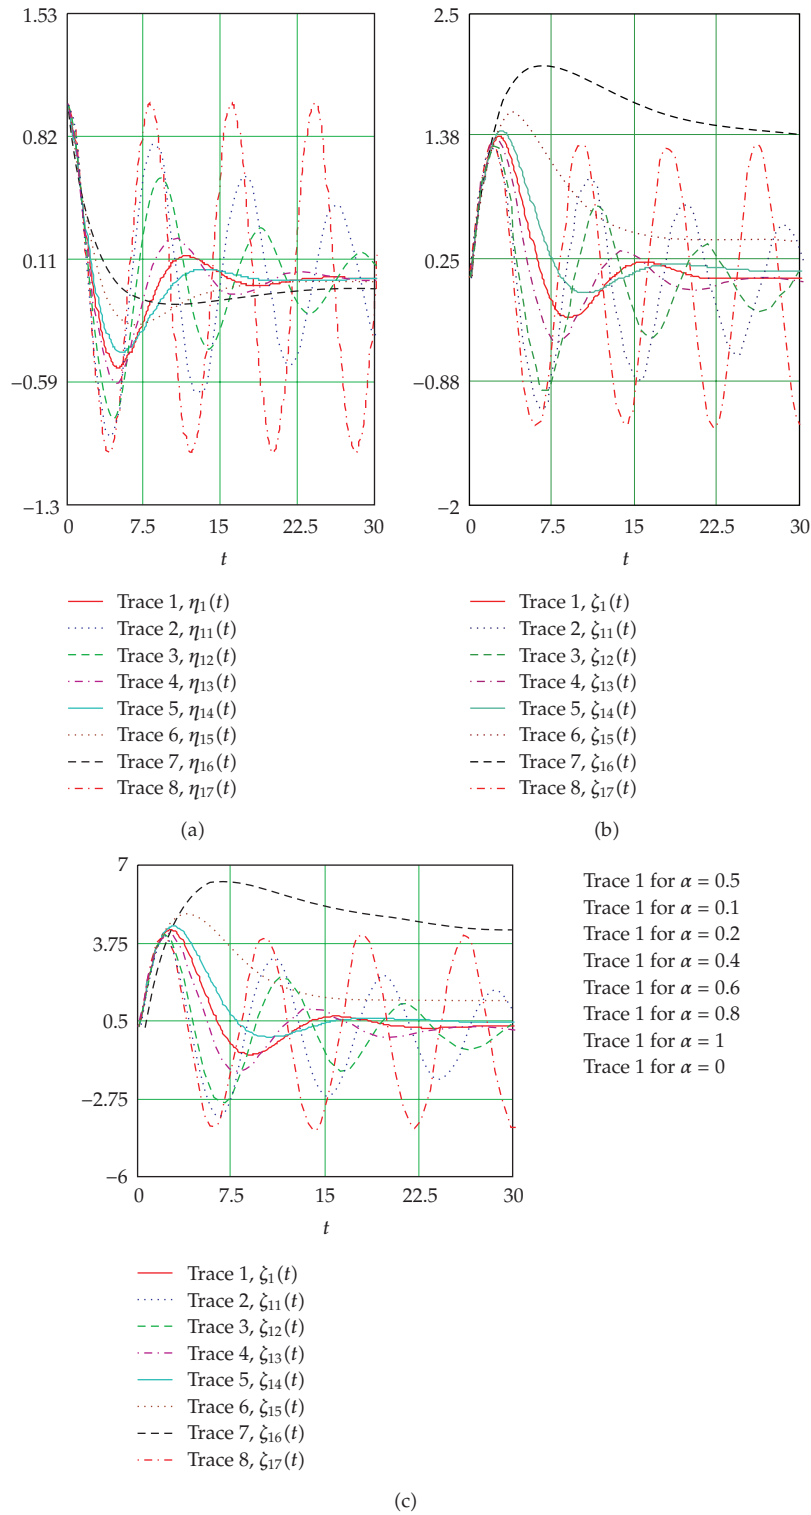 1.53
0.82
0.11
−0.59
−1.3
0 7.5 15 22.5 30
t
Trace 1, η1(t)
Trace 2, η11(t)
Trace 3, η12(t)
Trace 4, η13(t)
Trace 5, η14(t)
Trace 6, η15(t)
Trace 7, η16(t)
Trace 8, η17(t)
(a)
2.5
1.38
0.25
−0.88
−2
0 7.5 15 22.5 30
t
Trace 1, ζ1(t)
Trace 2, ζ11(t)
Trace 3, ζ12(t)
Trace 4, ζ13(t)
Trace 5, ζ14(t)
Trace 6, ζ15(t)
Trace 7, ζ16(t)
Trace 8, ζ17(t)
(b)
7
3.75
0.5
−2.75
−6
0 7.5 15 22.5 30
t
Trace 1 for α = 0.5
Trace 1 for α = 0.1
Trace 1 for α = 0.2
Trace 1 for α = 0.4
Trace 1 for α = 0.6
Trace 1 for α = 0.8
Trace 1 for α = 1
Trace 1 for α = 0
Trace 1, ζ1(t)
Trace 2, ζ11(t)
Trace 3, ζ12(t)
Trace 4, ζ13(t)
Trace 5, ζ14(t)
Trace 6, ζ15(t)
Trace 7, ζ16(t)
Trace 8, ζ17(t)
(c)